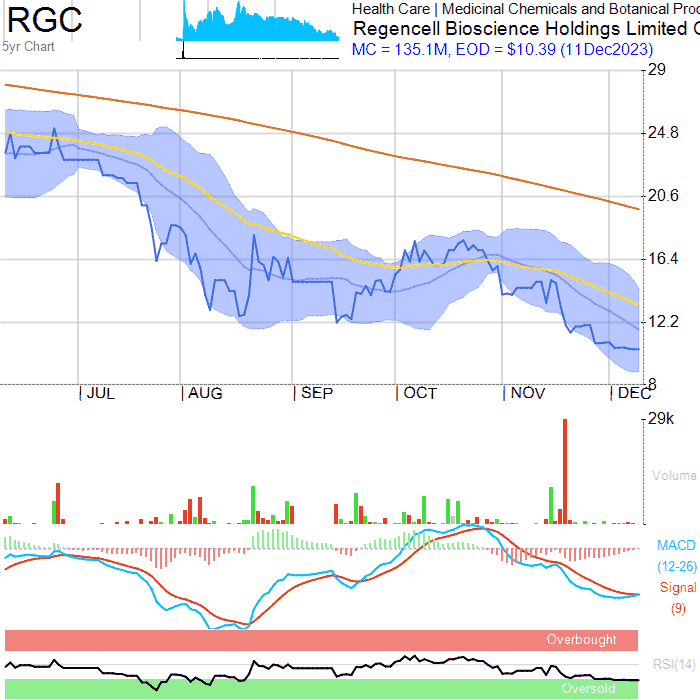 RGC
5yr Chart
Health Care | Medicinal Chemicals and Botanical Prod
Regencell Bioscience Holdings Limited
MC = 135.1M, EOD = $10.39 (11Dec2023)
29
24.8
20.6
16.4
12.2
8
JUL AUG SEP OCT NOV DEC
29k
Volume
MACD
(12-26)
Signal
(9)
Overbought
RSI(14)
Oversold